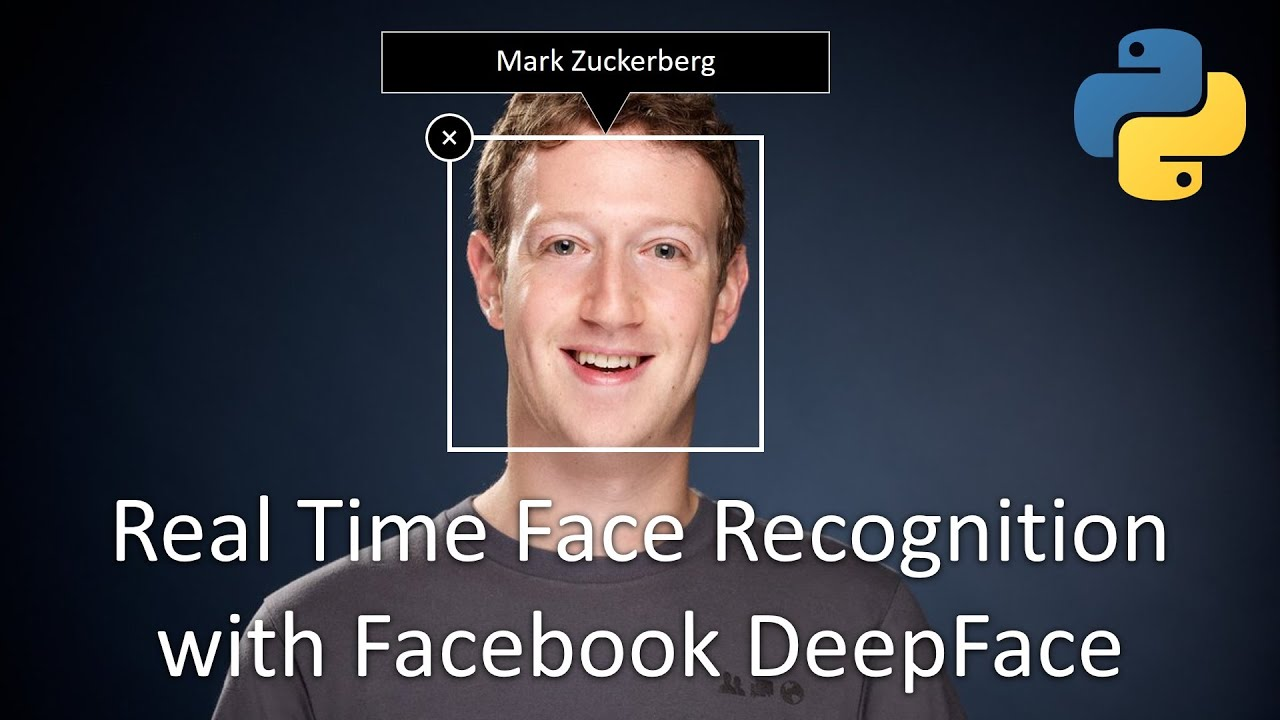 Mark Zuckerberg
Real Time Face Recognition
with Facebook DeepFace